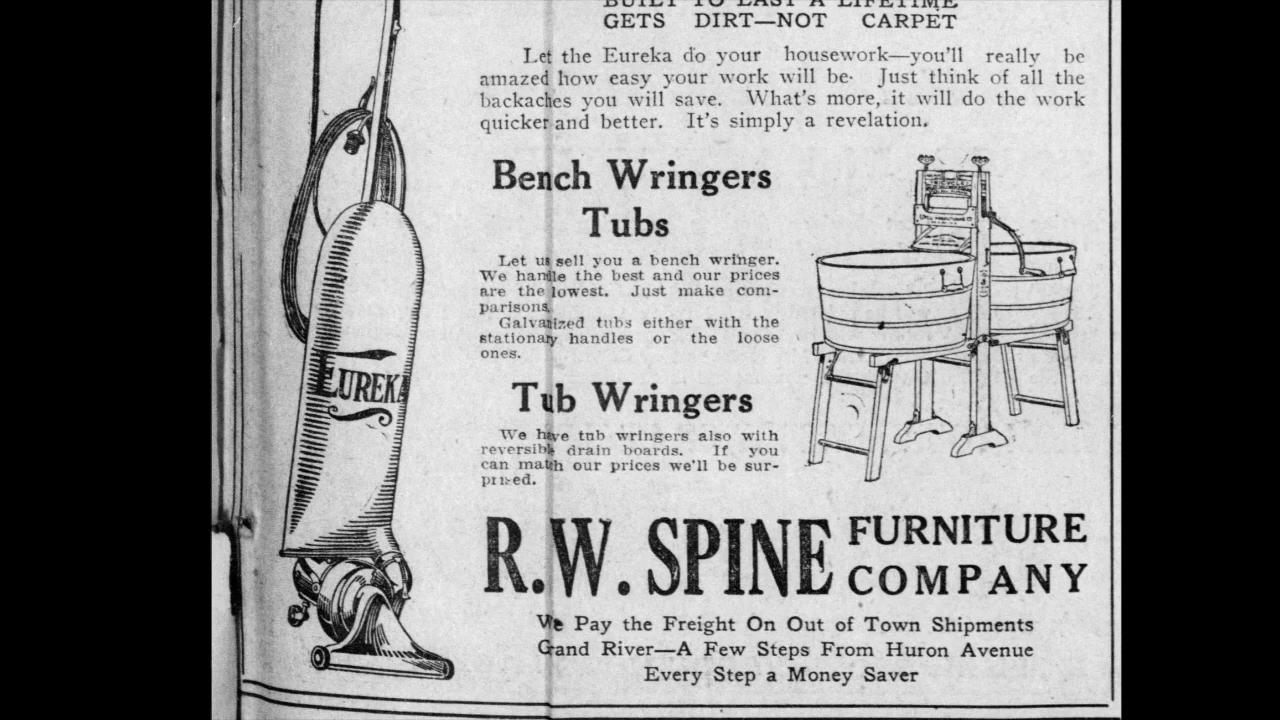 BUILT TO LAST A LIFETIME
GETS DIRT—NOT CARPET
Let the Eureka do your housework—you'll really be
amazed how easy your work will be· Just think of all the
backaches you will save. What's more, it will do the work
quicker and better. It's simply a revelation.
Bench Wringers
Tubs
Let us sell you a bench wringer.
We handle the best and our prices
are the lowest. Just make com-
parisons.
Galvanized tubs either with the
stationary handles or the loose
ones.
Tub Wringers
We have tnb wringers also with
reversible drain boards. If you
can match our prices we'll be sur-
prised.
EUREKA
R. W. SPINE FURNITURE
COMPANY
We Pay the Freight On Out of Town Shipments
Grand River—A Few Steps From Huron Avenue
Every Step a Money Saver